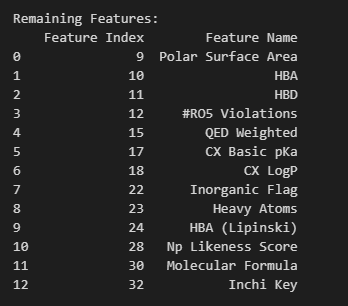 Remaining Features:
Feature Index Feature Name
0 9 Polar Surface Area
1 10 HBA
2 11 HBD
3 12 #RO5 Violations
4 15 QED Weighted
5 17 CX Basic pKa
6 18 CX LogP
7 22 Inorganic Flag
8 23 Heavy Atoms
9 24 HBA (Lipinski)
10 28 Np Likeness Score
11 30 Molecular Formula
12 32 Inchi Key